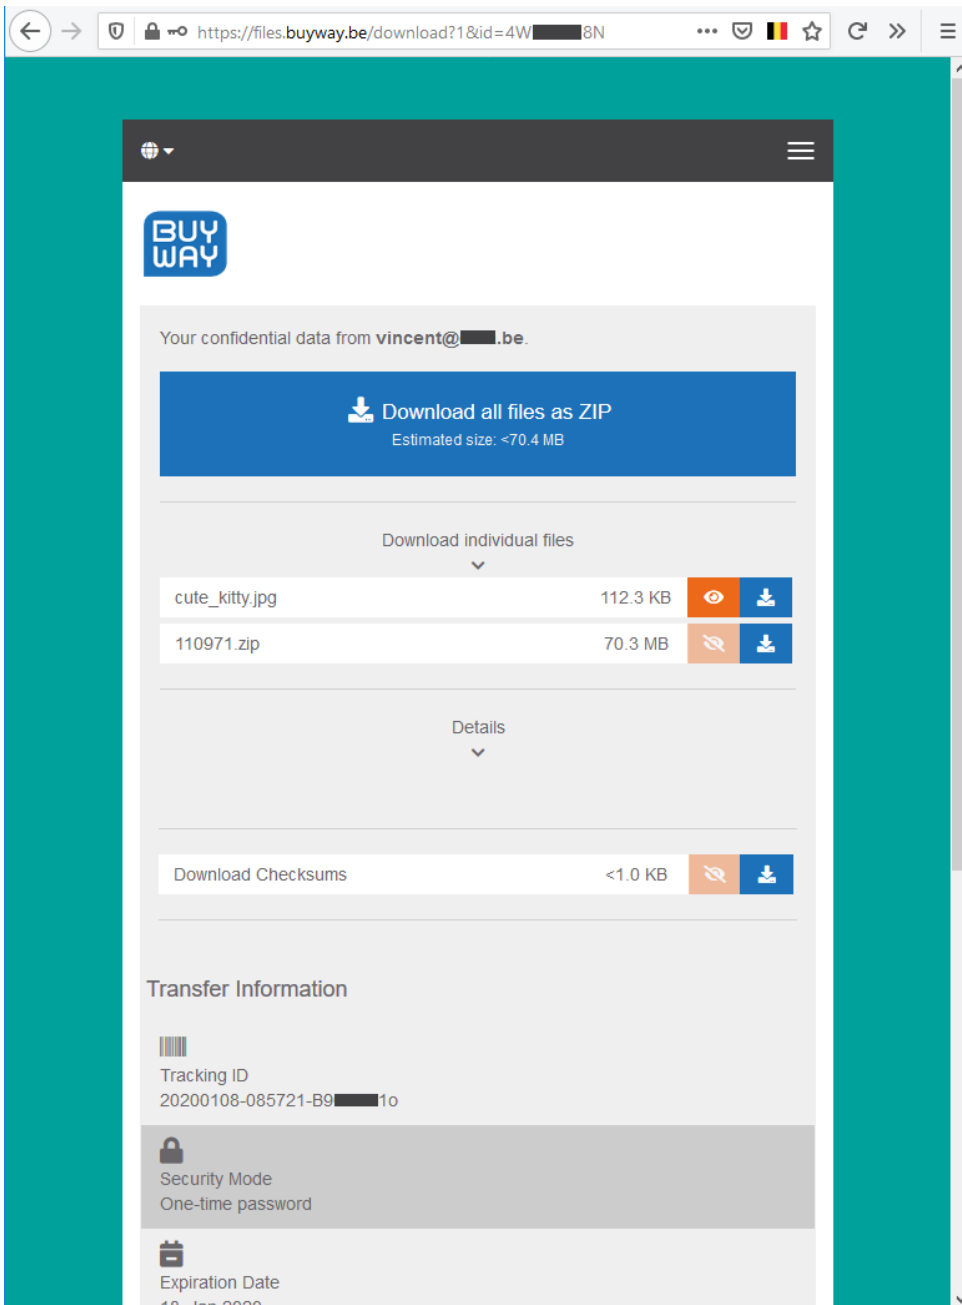 https://files.buyway.be/download?1&id=4W 8N
BUY
WAY
Your confidential data from vincent@ .be.
Download all files as ZIP
Estimated size: <70.4 MB
Download individual files
cute_kitty.jpg 112.3 KB
110971.zip 70.3 MB
Details
Download Checksums <1.0 KB
Transfer Information
Tracking ID
20200108-085721-B9 1o
Security Mode
One-time password
Expiration Date
18 Jan 2020